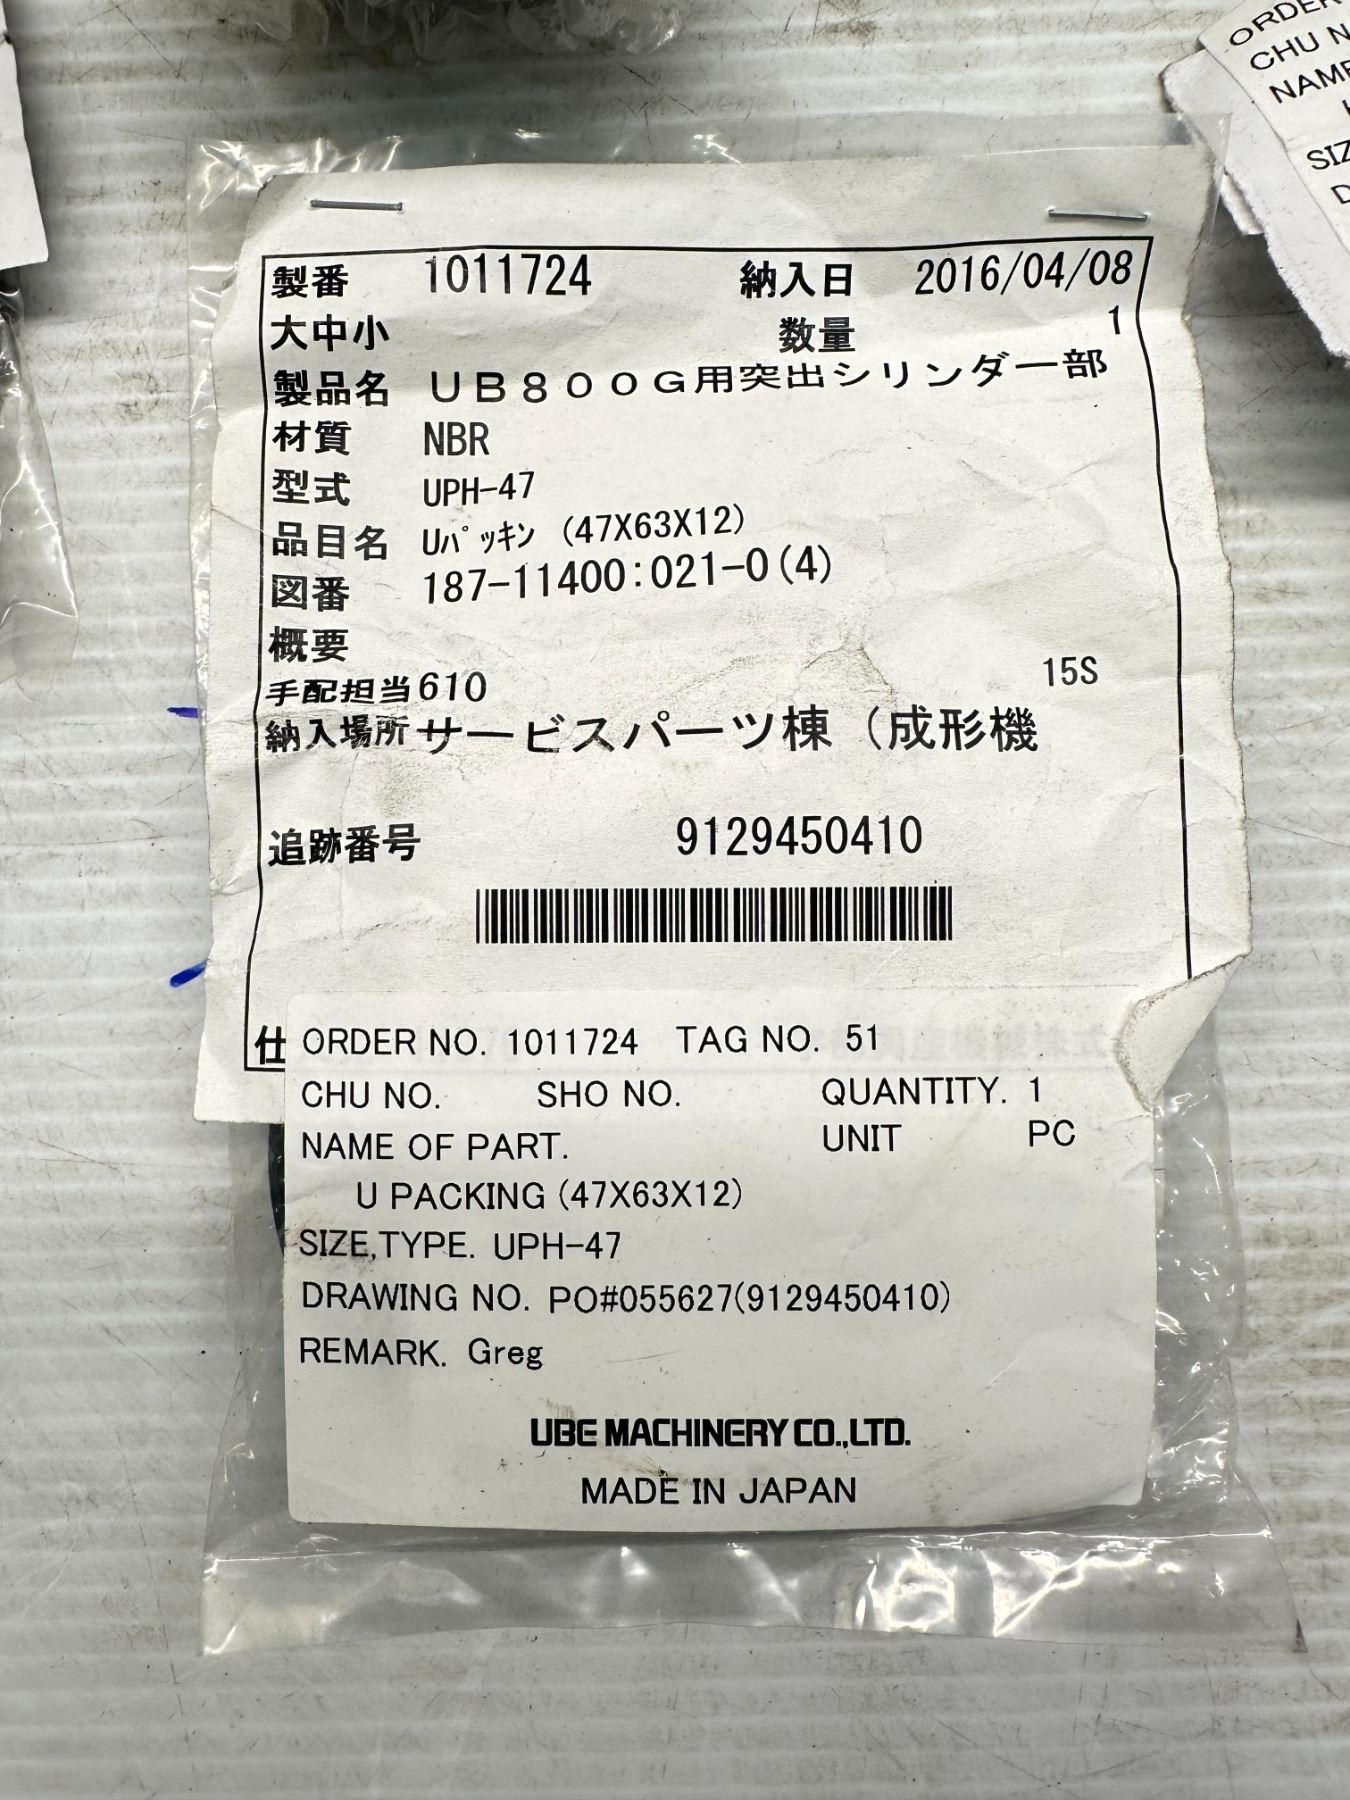 製番 1011724 納入日 2016/04/08
大中小 数量 1
製品名 UB800G用突出シリンダー部
材質 NBR
型式 UPH-47
品目名 Uﾊﾟｯｷﾝ (47X63X12)
図番 187-11400:021-0(4)
概要
手配担当 610 15S
納入場所 サービスパーツ棟（成形機
追跡番号 9129450410
仕
ORDER NO. 1011724 TAG NO. 51
CHU NO. SHO NO. QUANTITY. 1
NAME OF PART. UNIT PC
U PACKING (47X63X12)
SIZE,TYPE. UPH-47
DRAWING NO. PO#055627(9129450410)
REMARK. Greg
UBE MACHINERY CO.,LTD.
MADE IN JAPAN
ORDER
CHU N
NAME
SIZ
D